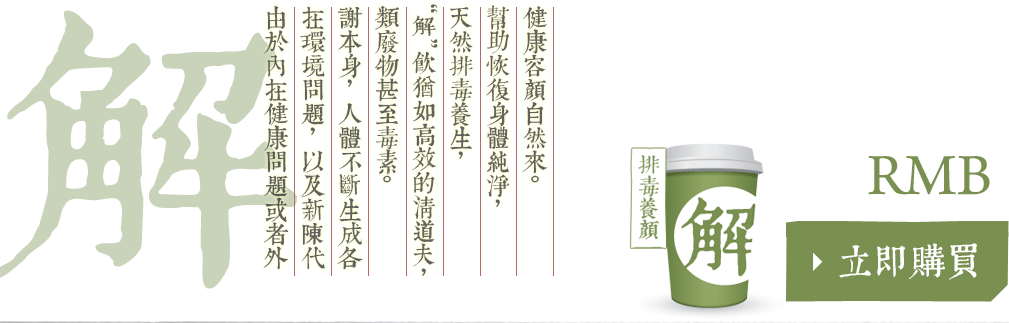 解
由於內在健康問題或者外
在環境問題，以及新陳代
謝本身，人體不斷生成各
類廢物甚至毒素。
“解”飲猶如高效的清道夫，
天然排毒養生，
幫助恢復身體純淨，
健康容顏自然來。
排毒養顏
解
RMB
立即購買